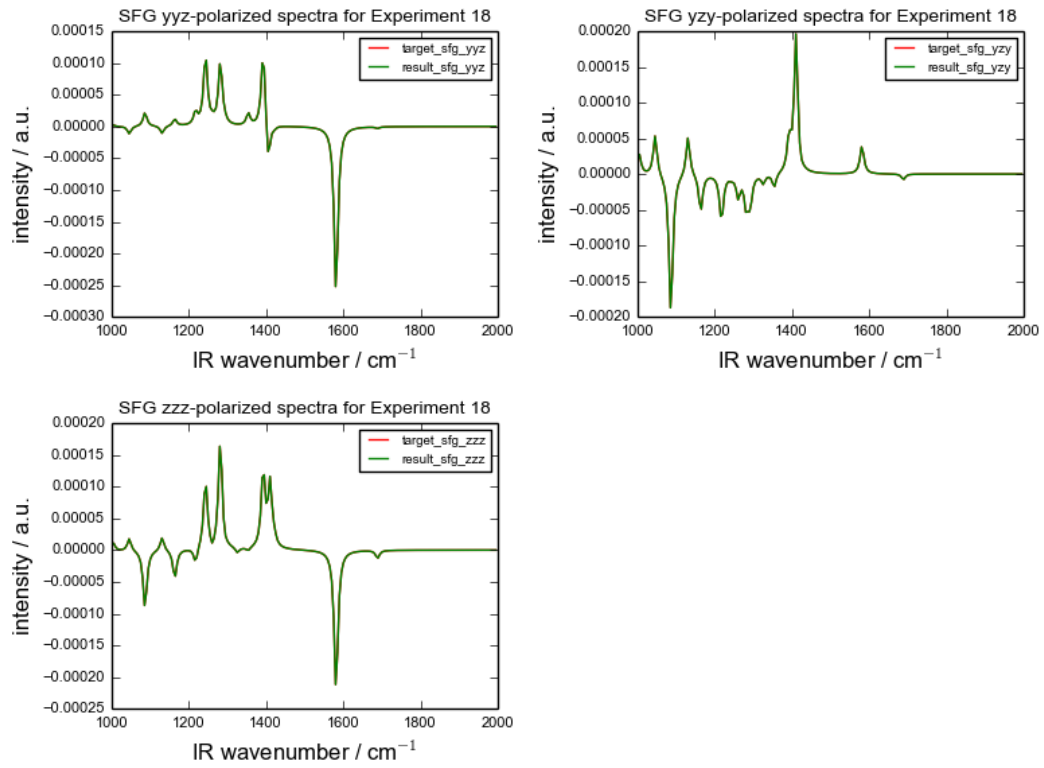 SFG yyz-polarized spectra for Experiment 18
0.00015
0.00010
0.00005
0.00000
−0.00005
−0.00010
−0.00015
−0.00020
−0.00025
−0.00030
1000 1200 1400 1600 1800 2000
intensity / a.u.
IR wavenumber / cm−1
target_sfg_yyz
result_sfg_yyz
SFG yzy-polarized spectra for Experiment 18
0.00020
0.00015
0.00010
0.00005
0.00000
−0.00005
−0.00010
−0.00015
−0.00020
1000 1200 1400 1600 1800 2000
intensity / a.u.
IR wavenumber / cm−1
target_sfg_yzy
result_sfg_yzy
SFG zzz-polarized spectra for Experiment 18
0.00020
0.00015
0.00010
0.00005
0.00000
−0.00005
−0.00010
−0.00015
−0.00020
−0.00025
1000 1200 1400 1600 1800 2000
intensity / a.u.
IR wavenumber / cm−1
target_sfg_zzz
result_sfg_zzz